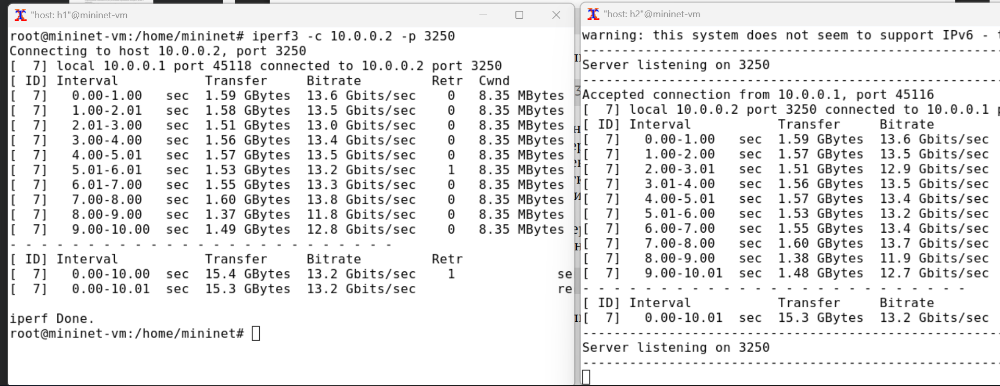 "host: h1"@mininet-vm
root@mininet-vm:/home/mininet# iperf3 -c 10.0.0.2 -p 3250
Connecting to host 10.0.0.2, port 3250
[  7] local 10.0.0.1 port 45118 connected to 10.0.0.2 port 3250
[ ID] Interval           Transfer     Bitrate         Retr  Cwnd
[  7]   0.00-1.00   sec  1.59 GBytes  13.6 Gbits/sec    0   8.35 MBytes
[  7]   1.00-2.01   sec  1.58 GBytes  13.5 Gbits/sec    0   8.35 MBytes
[  7]   2.01-3.00   sec  1.51 GBytes  13.0 Gbits/sec    0   8.35 MBytes
[  7]   3.00-4.00   sec  1.56 GBytes  13.4 Gbits/sec    0   8.35 MBytes
[  7]   4.00-5.01   sec  1.57 GBytes  13.5 Gbits/sec    0   8.35 MBytes
[  7]   5.01-6.01   sec  1.53 GBytes  13.2 Gbits/sec    1   8.35 MBytes
[  7]   6.01-7.00   sec  1.55 GBytes  13.3 Gbits/sec    0   8.35 MBytes
[  7]   7.00-8.00   sec  1.60 GBytes  13.8 Gbits/sec    0   8.35 MBytes
[  7]   8.00-9.00   sec  1.37 GBytes  11.8 Gbits/sec    0   8.35 MBytes
[  7]   9.00-10.00  sec  1.49 GBytes  12.8 Gbits/sec    0   8.35 MBytes
- - - - - - - - - - - - - - - - - - - - - - - - -
[ ID] Interval           Transfer     Bitrate         Retr
[  7]   0.00-10.00  sec  15.4 GBytes  13.2 Gbits/sec    1             se
[  7]   0.00-10.01  sec  15.3 GBytes  13.2 Gbits/sec                  re
iperf Done.
root@mininet-vm:/home/mininet#
"host: h2"@mininet-vm
warning: this system does not seem to support IPv6 -
-----------------------------------------------------------
Server listening on 3250
-----------------------------------------------------------
Accepted connection from 10.0.0.1, port 45116
[  7] local 10.0.0.2 port 3250 connected to 10.0.0.1
[ ID] Interval           Transfer     Bitrate
[  7]   0.00-1.00   sec  1.59 GBytes  13.6 Gbits/sec
[  7]   1.00-2.00   sec  1.57 GBytes  13.5 Gbits/sec
[  7]   2.00-3.01   sec  1.51 GBytes  12.9 Gbits/sec
[  7]   3.01-4.00   sec  1.56 GBytes  13.5 Gbits/sec
[  7]   4.00-5.01   sec  1.57 GBytes  13.4 Gbits/sec
[  7]   5.01-6.00   sec  1.53 GBytes  13.2 Gbits/sec
[  7]   6.00-7.00   sec  1.55 GBytes  13.4 Gbits/sec
[  7]   7.00-8.00   sec  1.60 GBytes  13.7 Gbits/sec
[  7]   8.00-9.00   sec  1.38 GBytes  11.9 Gbits/sec
[  7]   9.00-10.01  sec  1.48 GBytes  12.7 Gbits/sec
- - - - - - - - - - - - - - - - - - - - - - - - -
[ ID] Interval           Transfer     Bitrate
[  7]   0.00-10.01  sec  15.3 GBytes  13.2 Gbits/sec
-----------------------------------------------------------
Server listening on 3250
-----------------------------------------------------------